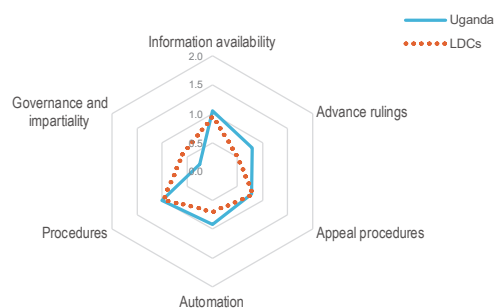 Uganda
LDCs
Information availability
2.0
1.5
1.0
0.5
0.0
Governance and
impartiality
Advance rulings
Procedures
Appeal procedures
Automation